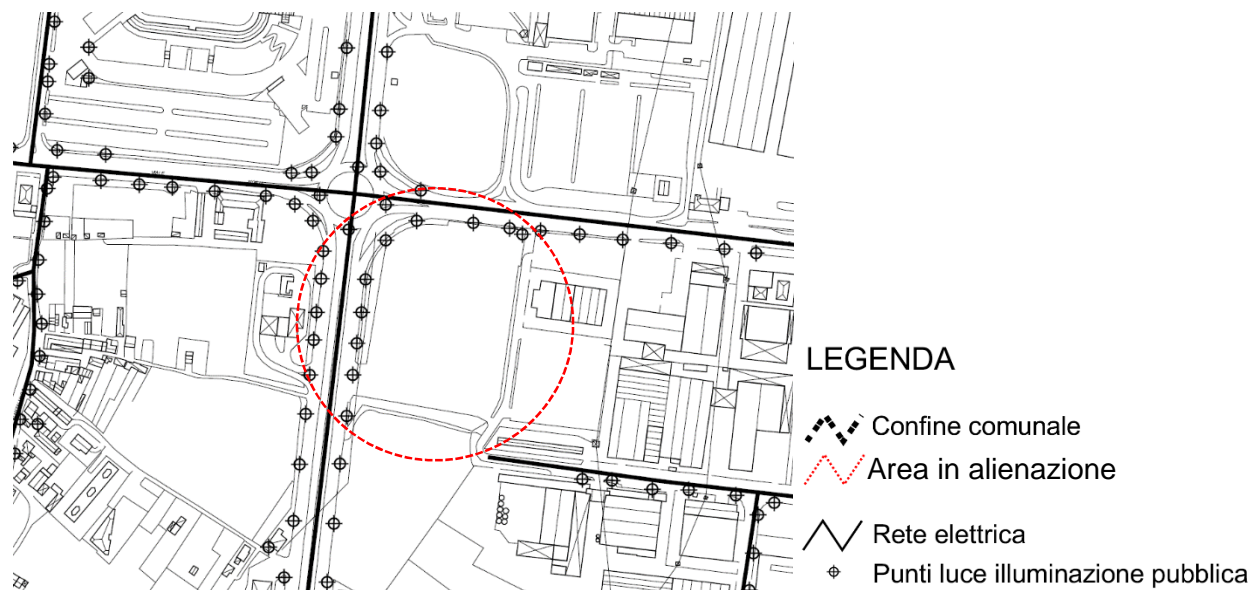 LEGENDA
Confine comunale
Area in alienazione
Rete elettrica
Punti luce illuminazione pubblica